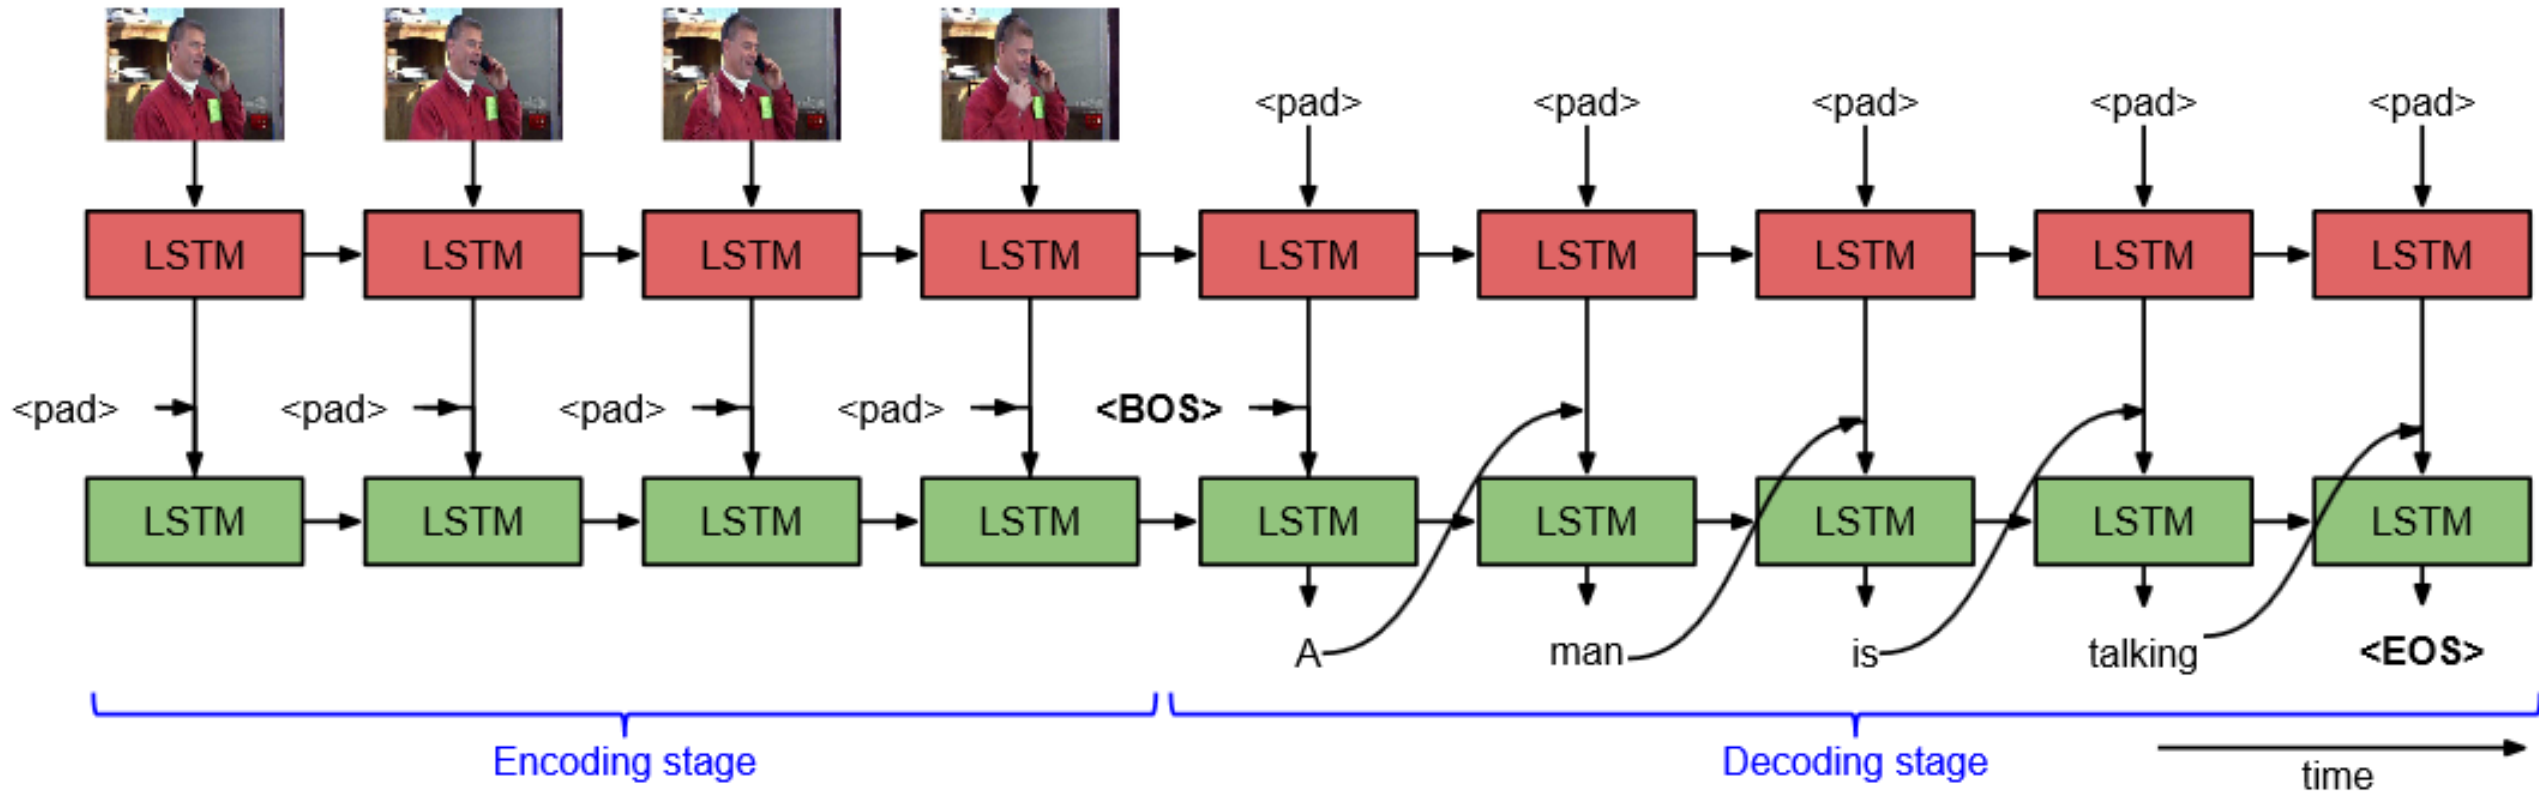 <pad> <pad> <pad> <pad> <pad>
LSTM LSTM LSTM LSTM LSTM LSTM LSTM LSTM LSTM
<pad> <pad> <pad> <pad> <BOS>
LSTM LSTM LSTM LSTM LSTM LSTM LSTM LSTM LSTM
A man is talking <EOS>
Encoding stage Decoding stage
time